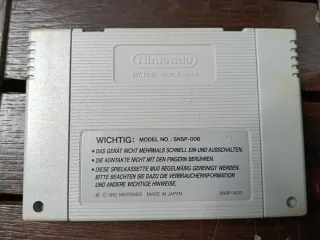 Nintendo
WICHTIG: MODEL NO.: SNSP-006
• DAS GERÄT NICHT MEHRMALS SCHNELL EIN-UND AUSSCHALTEN.
• DIE KONTAKTE NICHT MIT DEN FINGERN BERÜHREN.
• DIESE SPIELKASSETTE MUß REGELMÄßIG GEREINIGT WERDEN.
BITTE BEACHTEN SIE DAZU DIE VERBRAUCHERINFORMATION
UND ANDERE WICHTIGE HINWEISE.
© 1992 NINTENDO MADE IN JAPAN